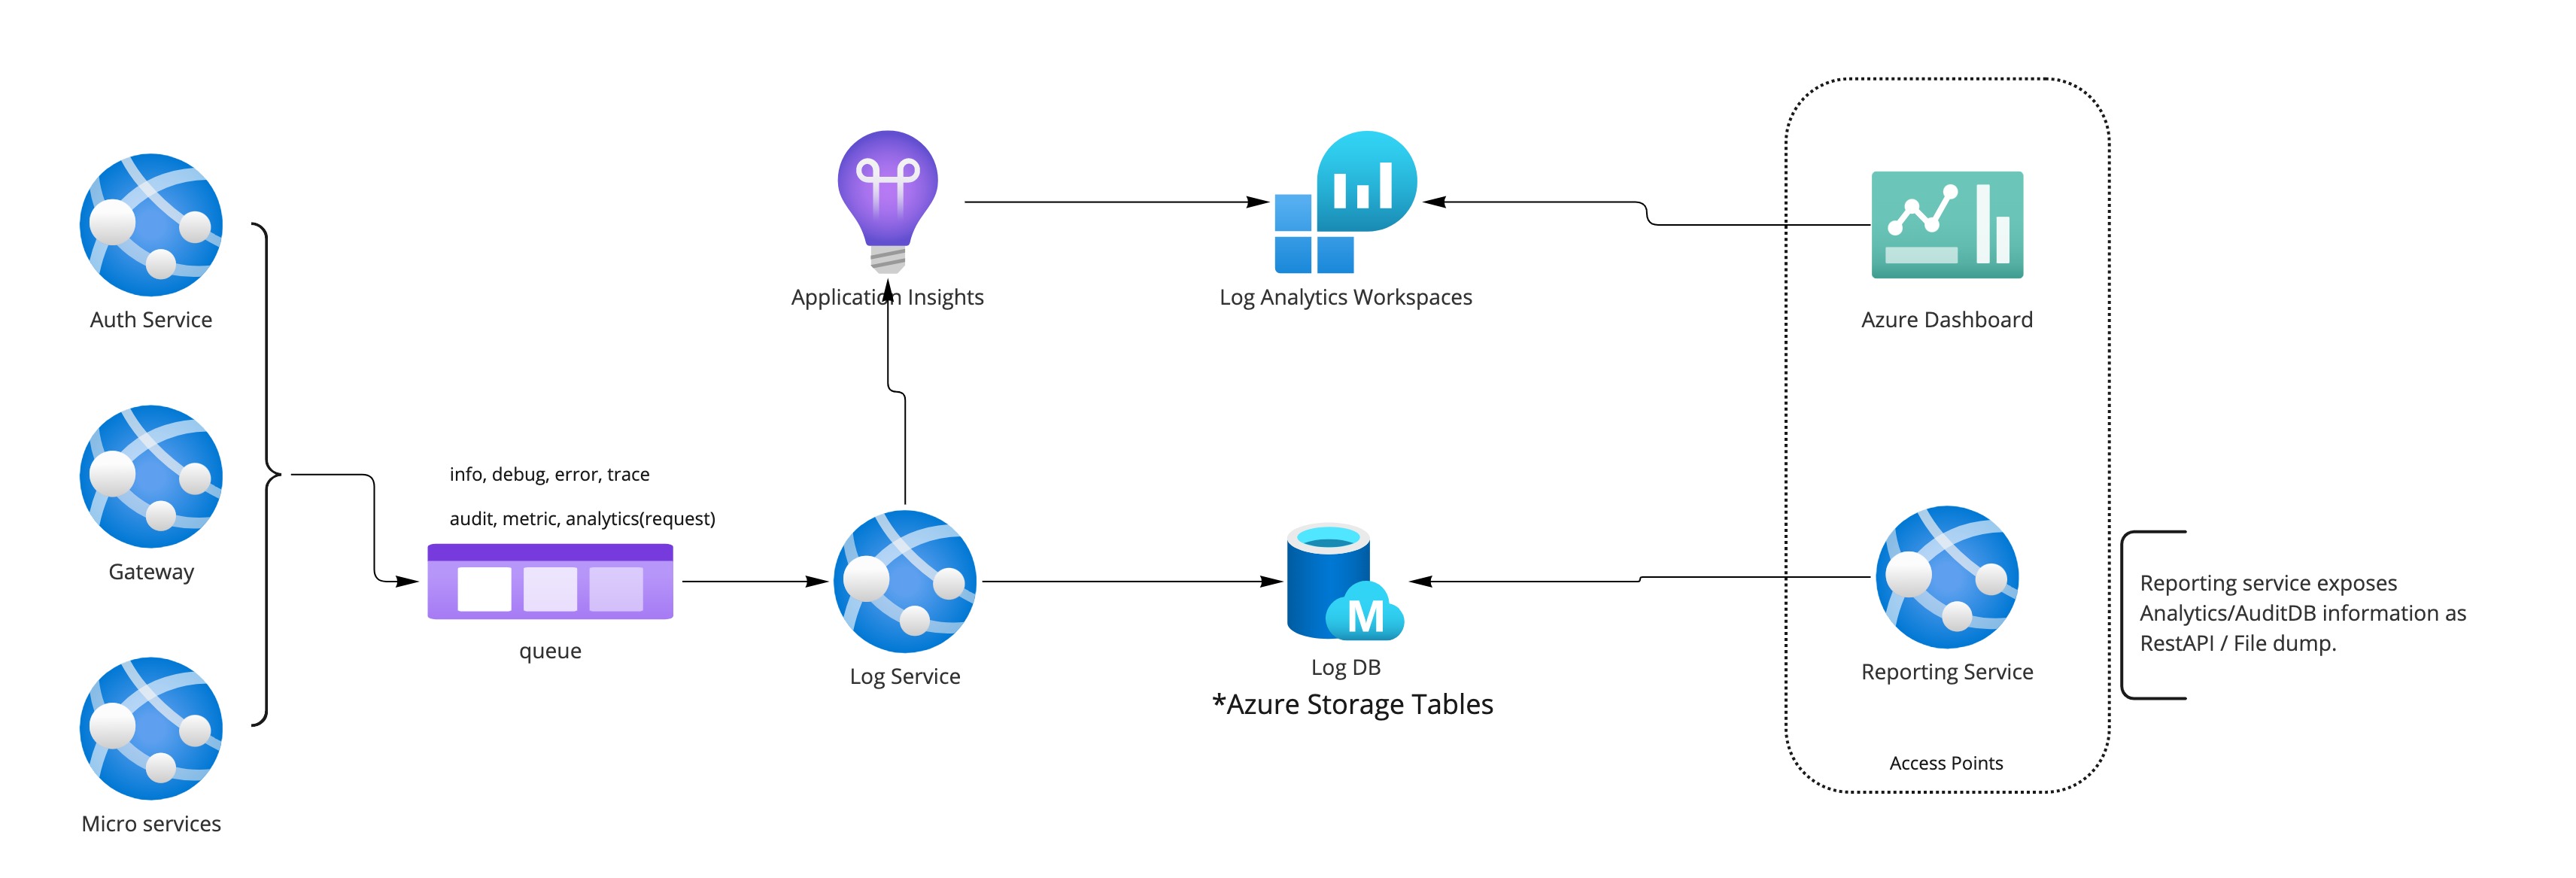 Auth Service
Gateway
Micro services
info, debug, error, trace
audit, metric, analytics(request)
queue
Application Insights
Log Service
Log Analytics Workspaces
M
Log DB
*Azure Storage Tables
Azure Dashboard
Reporting Service
Access Points
Reporting service exposes
Analytics/AuditDB information as
RestAPI / File dump.